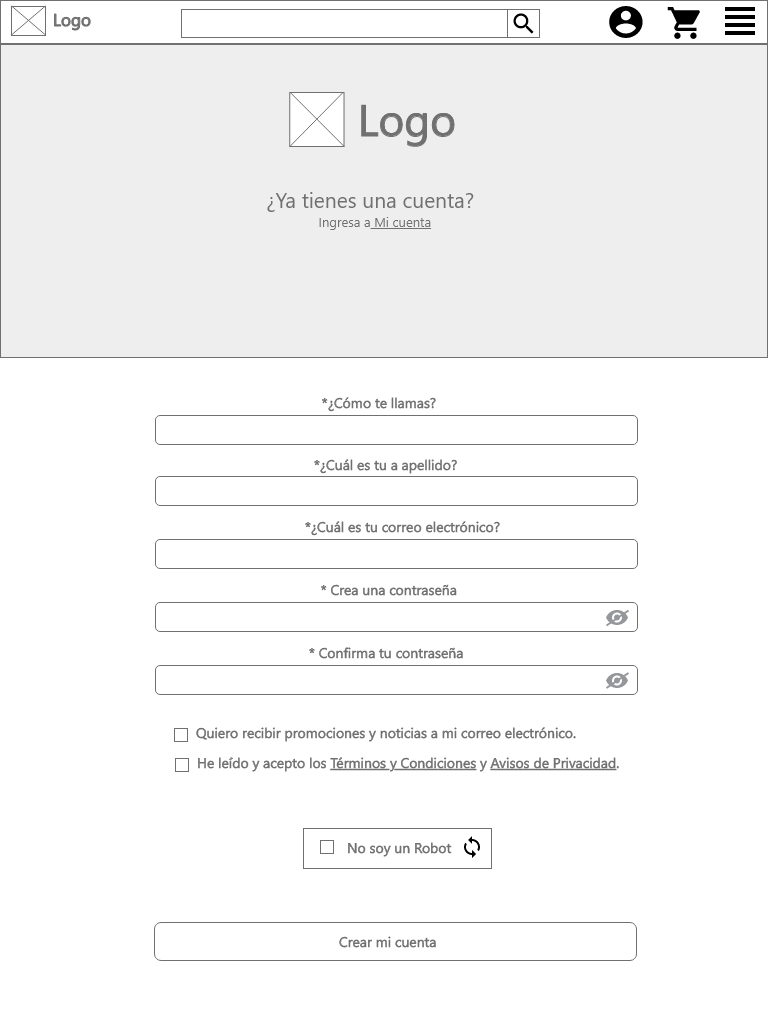 Logo
Logo
¿Ya tienes una cuenta?
Ingresa a Mi cuenta
*¿Cómo te llamas?
*¿Cuál es tu a apellido?
*¿Cuál es tu correo electrónico?
* Crea una contraseña
* Confirma tu contraseña
Quiero recibir promociones y noticias a mi correo electrónico.
He leído y acepto los Términos y Condiciones y Avisos de Privacidad.
No soy un Robot
Crear mi cuenta